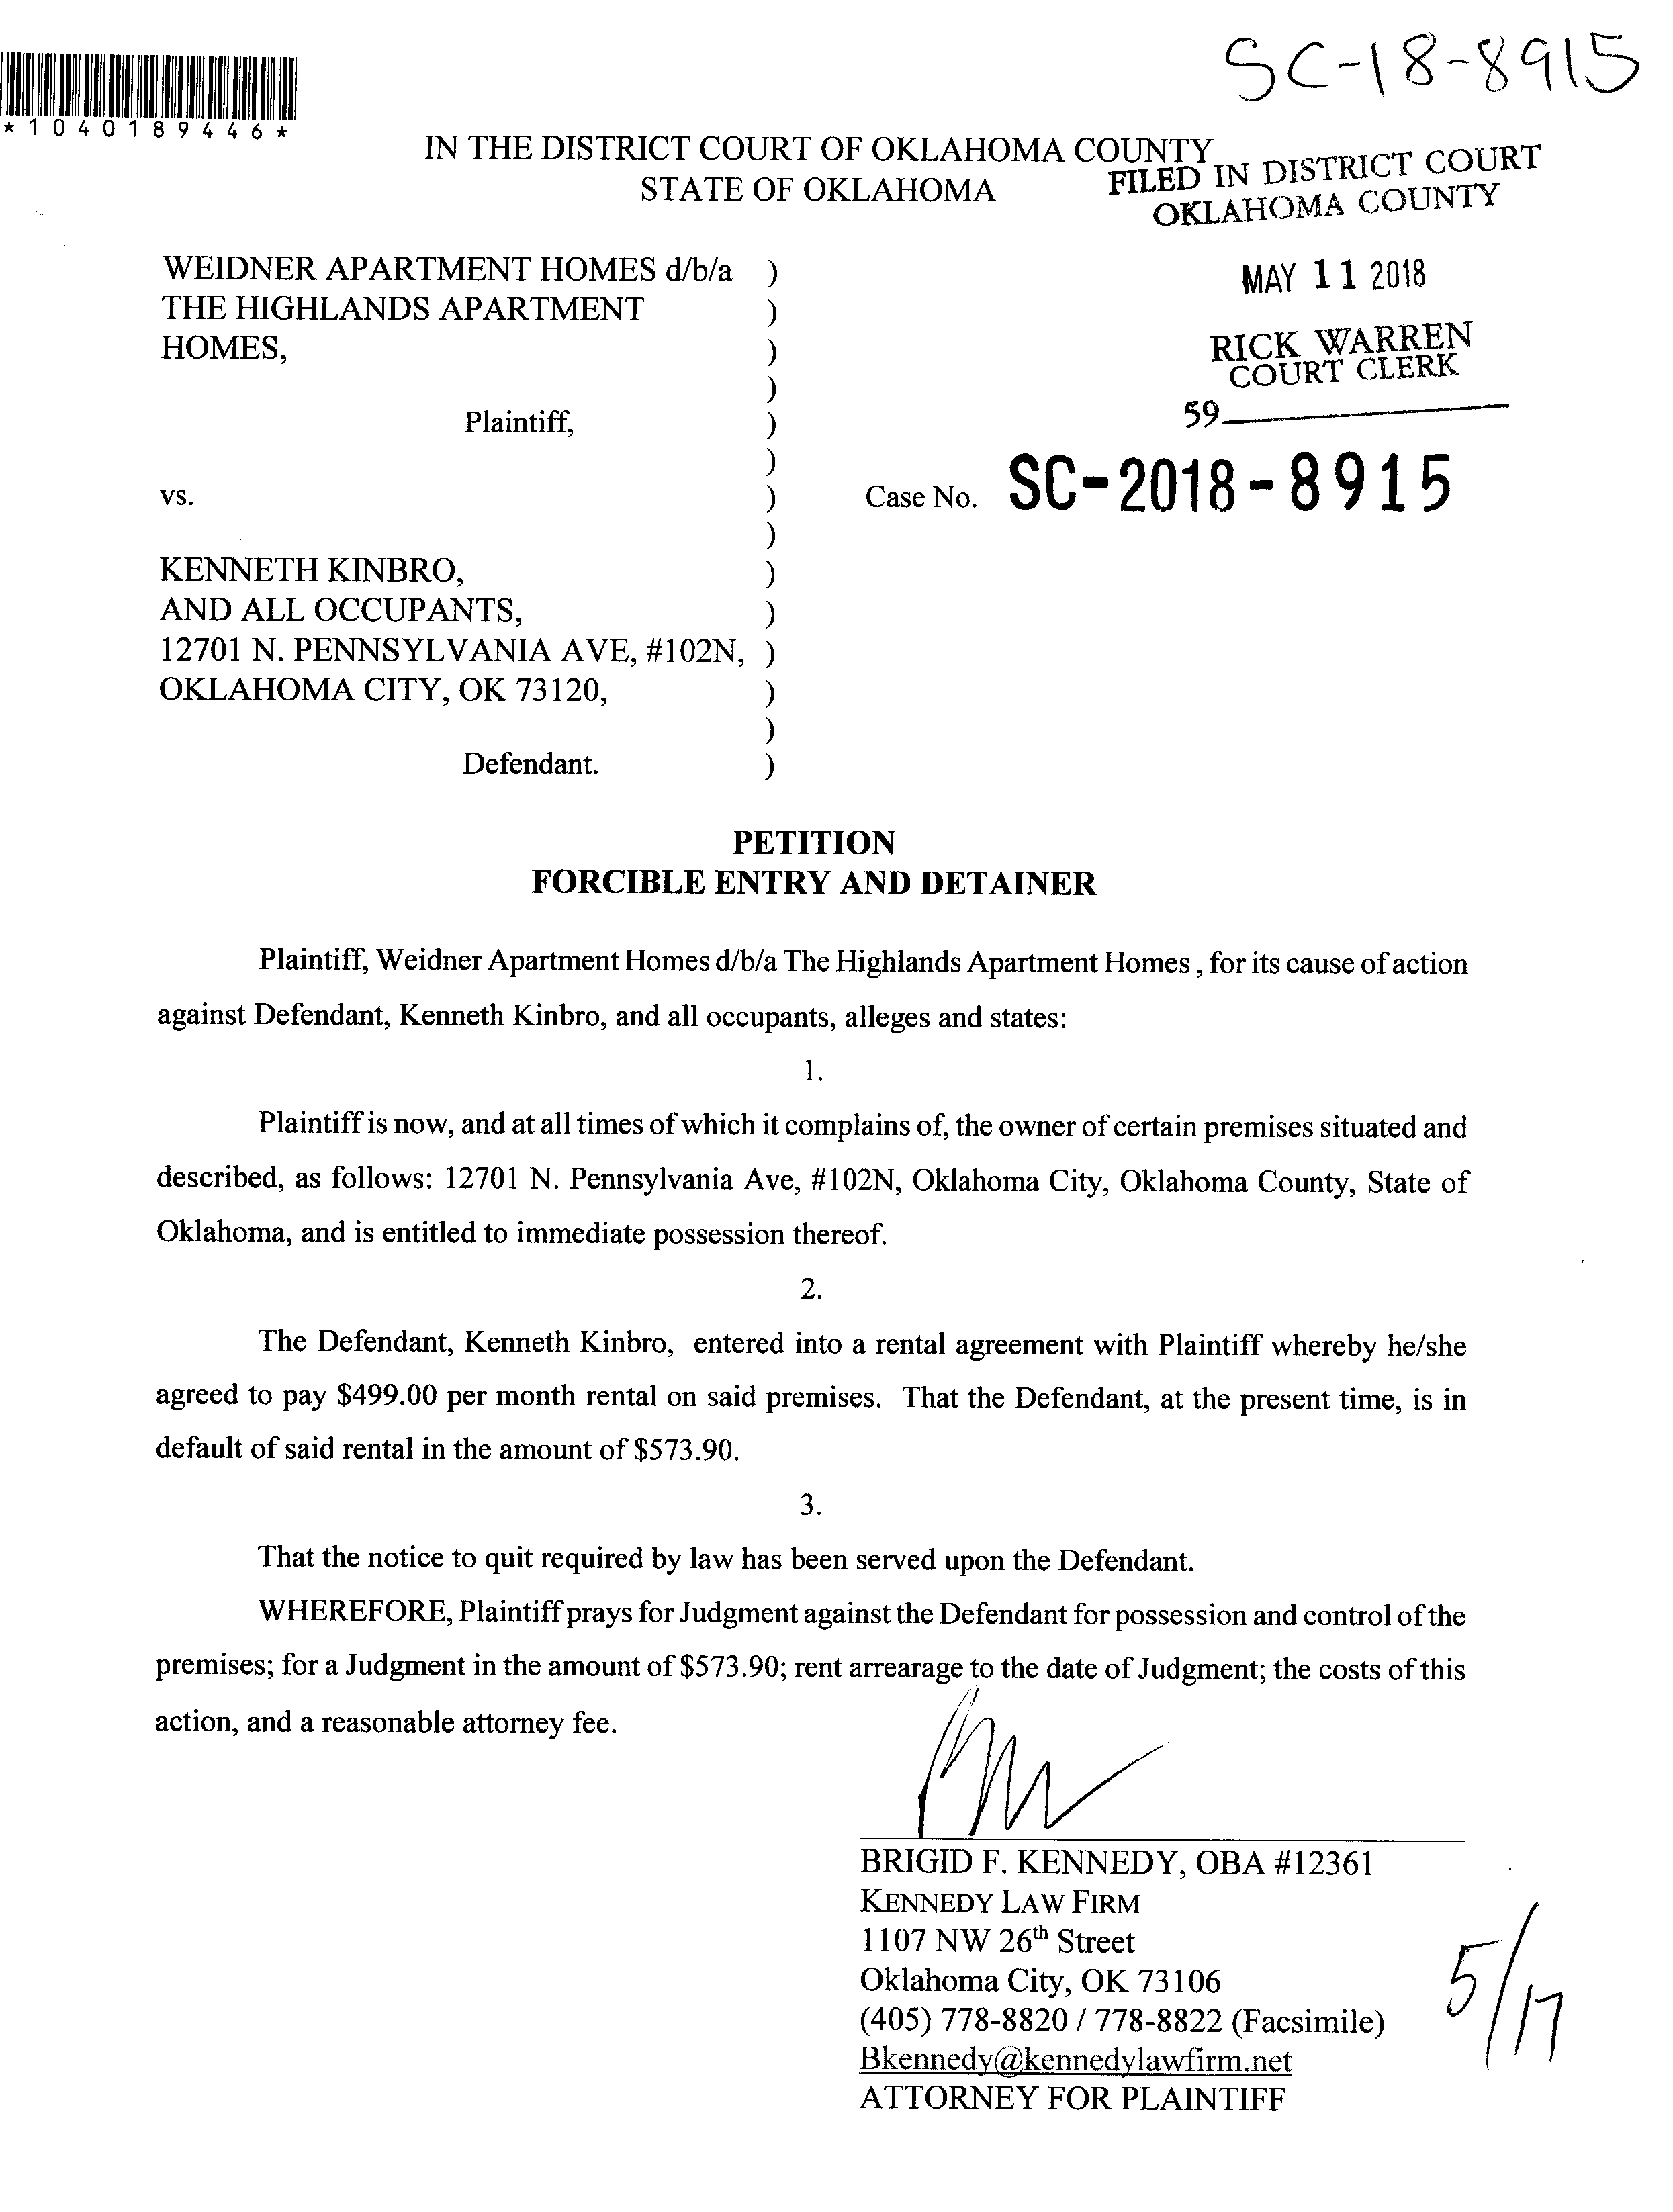 SC-18-8915
*1040189446*
IN THE DISTRICT COURT OF OKLAHOMA COUNTY
STATE OF OKLAHOMA
FILED IN DISTRICT COURT
OKLAHOMA COUNTY
MAY 11 2018
RICK WARREN
COURT CLERK
59
WEIDNER APARTMENT HOMES d/b/a )
THE HIGHLANDS APARTMENT )
HOMES, )
)
Plaintiff, )
)
vs. ) Case No. SC-2018-8915
)
KENNETH KINBRO, )
AND ALL OCCUPANTS, )
12701 N. PENNSYLVANIA AVE, #102N, )
OKLAHOMA CITY, OK 73120, )
)
Defendant. )
PETITION
FORCIBLE ENTRY AND DETAINER
Plaintiff, Weidner Apartment Homes d/b/a The Highlands Apartment Homes , for its cause of action
against Defendant, Kenneth Kinbro, and all occupants, alleges and states:
1.
Plaintiff is now, and at all times of which it complains of, the owner of certain premises situated and
described, as follows: 12701 N. Pennsylvania Ave, #102N, Oklahoma City, Oklahoma County, State of
Oklahoma, and is entitled to immediate possession thereof.
2.
The Defendant, Kenneth Kinbro, entered into a rental agreement with Plaintiff whereby he/she
agreed to pay $499.00 per month rental on said premises. That the Defendant, at the present time, is in
default of said rental in the amount of $573.90.
3.
That the notice to quit required by law has been served upon the Defendant.
WHEREFORE, Plaintiff prays for Judgment against the Defendant for possession and control of the
premises; for a Judgment in the amount of $573.90; rent arrearage to the date of Judgment; the costs of this
action, and a reasonable attorney fee.
BRIGID F. KENNEDY, OBA #12361
KENNEDY LAW FIRM
1107 NW 26th Street
Oklahoma City, OK 73106
(405) 778-8820 / 778-8822 (Facsimile)
Bkennedy@kennedylawfirm.net
ATTORNEY FOR PLAINTIFF
5/17